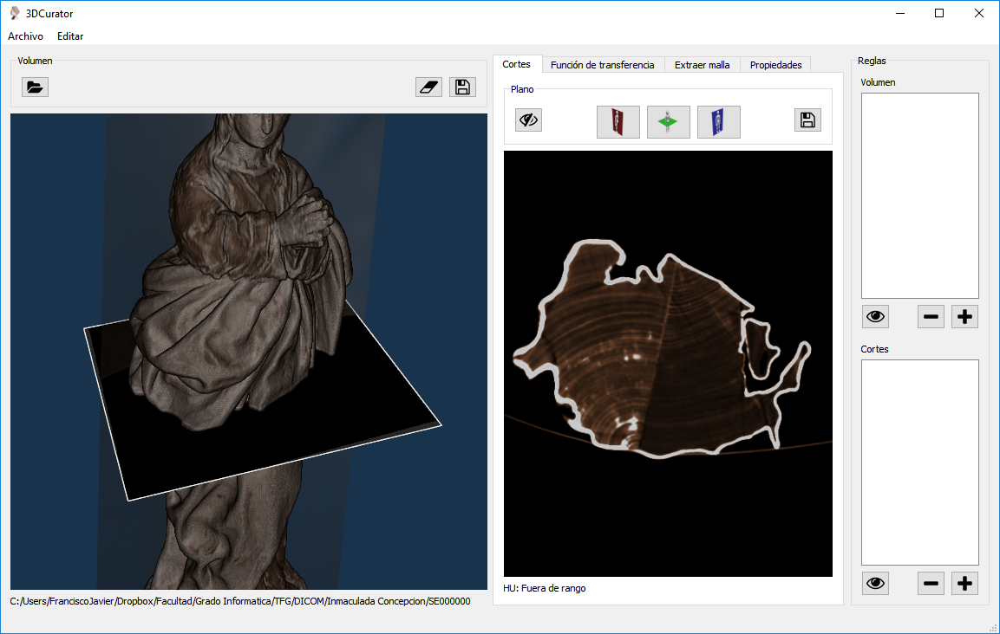 3DCurator
Archivo Editar
Volumen
Cortes Función de transferencia Extraer malla Propiedades
Plano
Reglas
Volumen
Cortes
HU: Fuera de rango
C:/Users/FranciscoJavier/Dropbox/Facultad/Grado Informatica/TFG/DICOM/Inmaculada Concepcion/SE000000